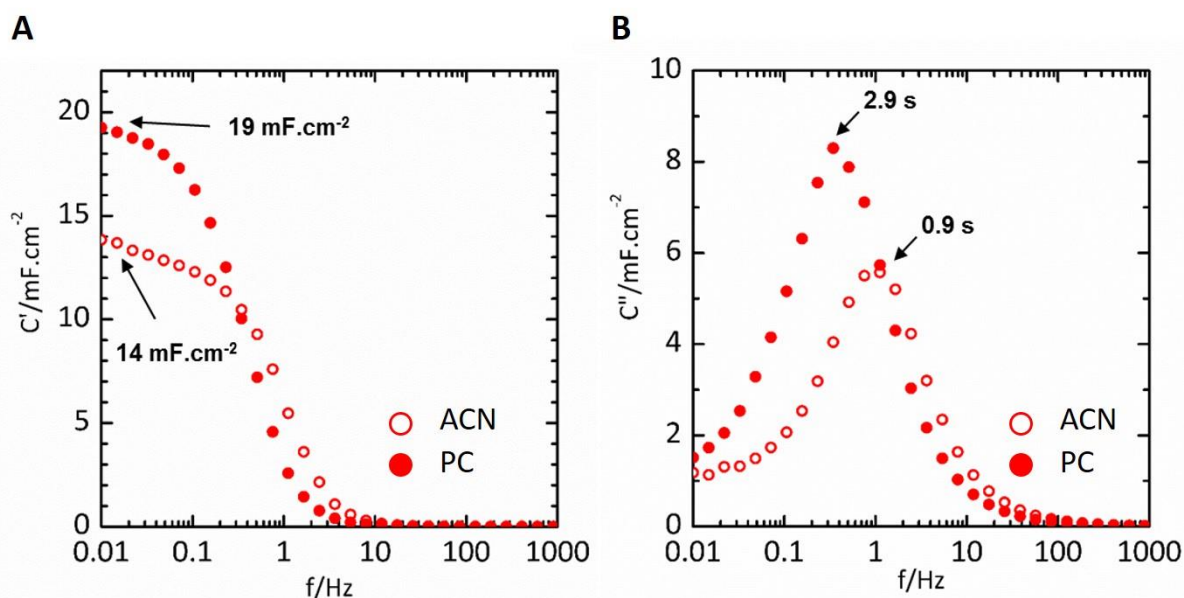 A
C'/mF.cm⁻²
20
15
10
5
0
19 mF.cm⁻²
14 mF.cm⁻²
ACN
PC
0.01 0.1 1 10 100 1000
f/Hz
B
C"/mF.cm⁻²
10
8
6
4
2
0
2.9 s
0.9 s
ACN
PC
0.01 0.1 1 10 100 1000
f/Hz